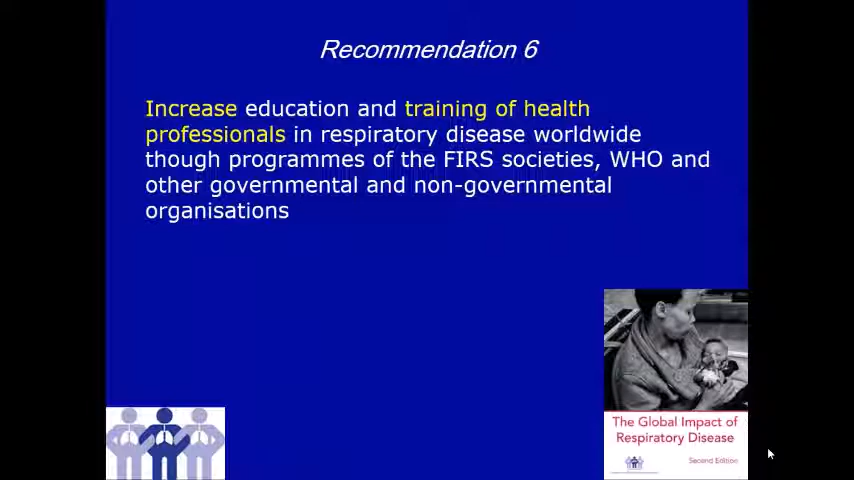 Recommendation 6
Increase education and training of health
professionals in respiratory disease worldwide
though programmes of the FIRS societies, WHO and
other governmental and non-governmental
organisations
The Global Impact of
Respiratory Disease
Second Edition